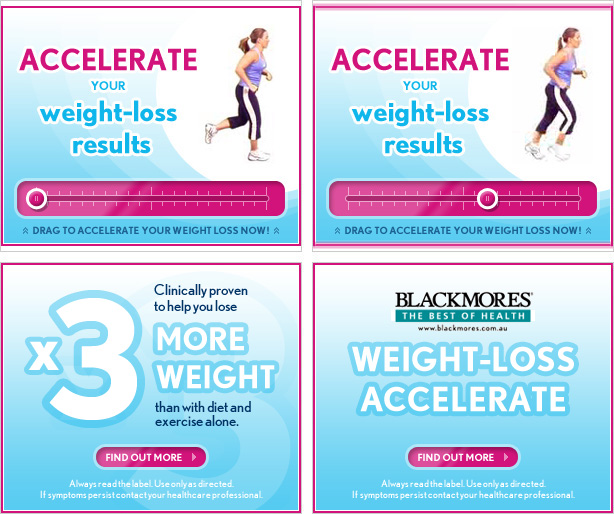 ACCELERATE
YOUR
weight-loss
results
DRAG TO ACCELERATE YOUR WEIGHT LOSS NOW!
ACCELERATE
YOUR
weight-loss
results
DRAG TO ACCELERATE YOUR WEIGHT LOSS NOW!
x3
Clinically proven
to help you lose
MORE
WEIGHT
than with diet and
exercise alone.
FIND OUT MORE
Always read the label. Use only as directed.
If symptoms persist contact your healthcare professional.
BLACKMORES®
THE BEST OF HEALTH
www.blackmores.com.au
WEIGHT-LOSS
ACCELERATE
FIND OUT MORE
Always read the label. Use only as directed.
If symptoms persist contact your healthcare professional.